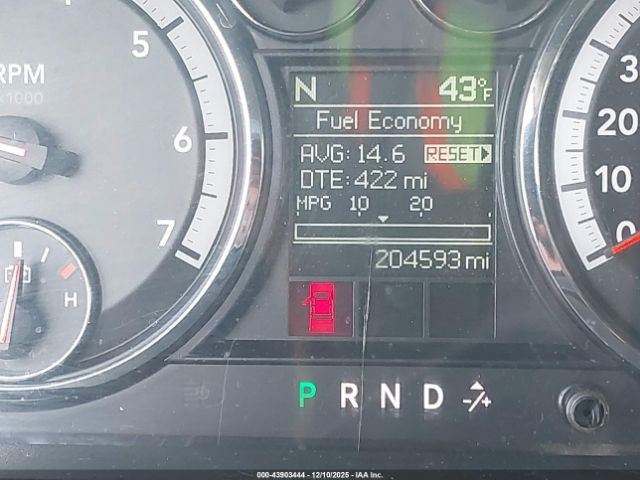 5
RPM
x1000
6
7
H
N 43°F
Fuel Economy
AVG: 14.6 RESET
DTE: 422 mi
MPG 10 20
204593 mi
20
10
0
P R N D -/+
000-43903444 - 12/10/2025 - IAA Inc.